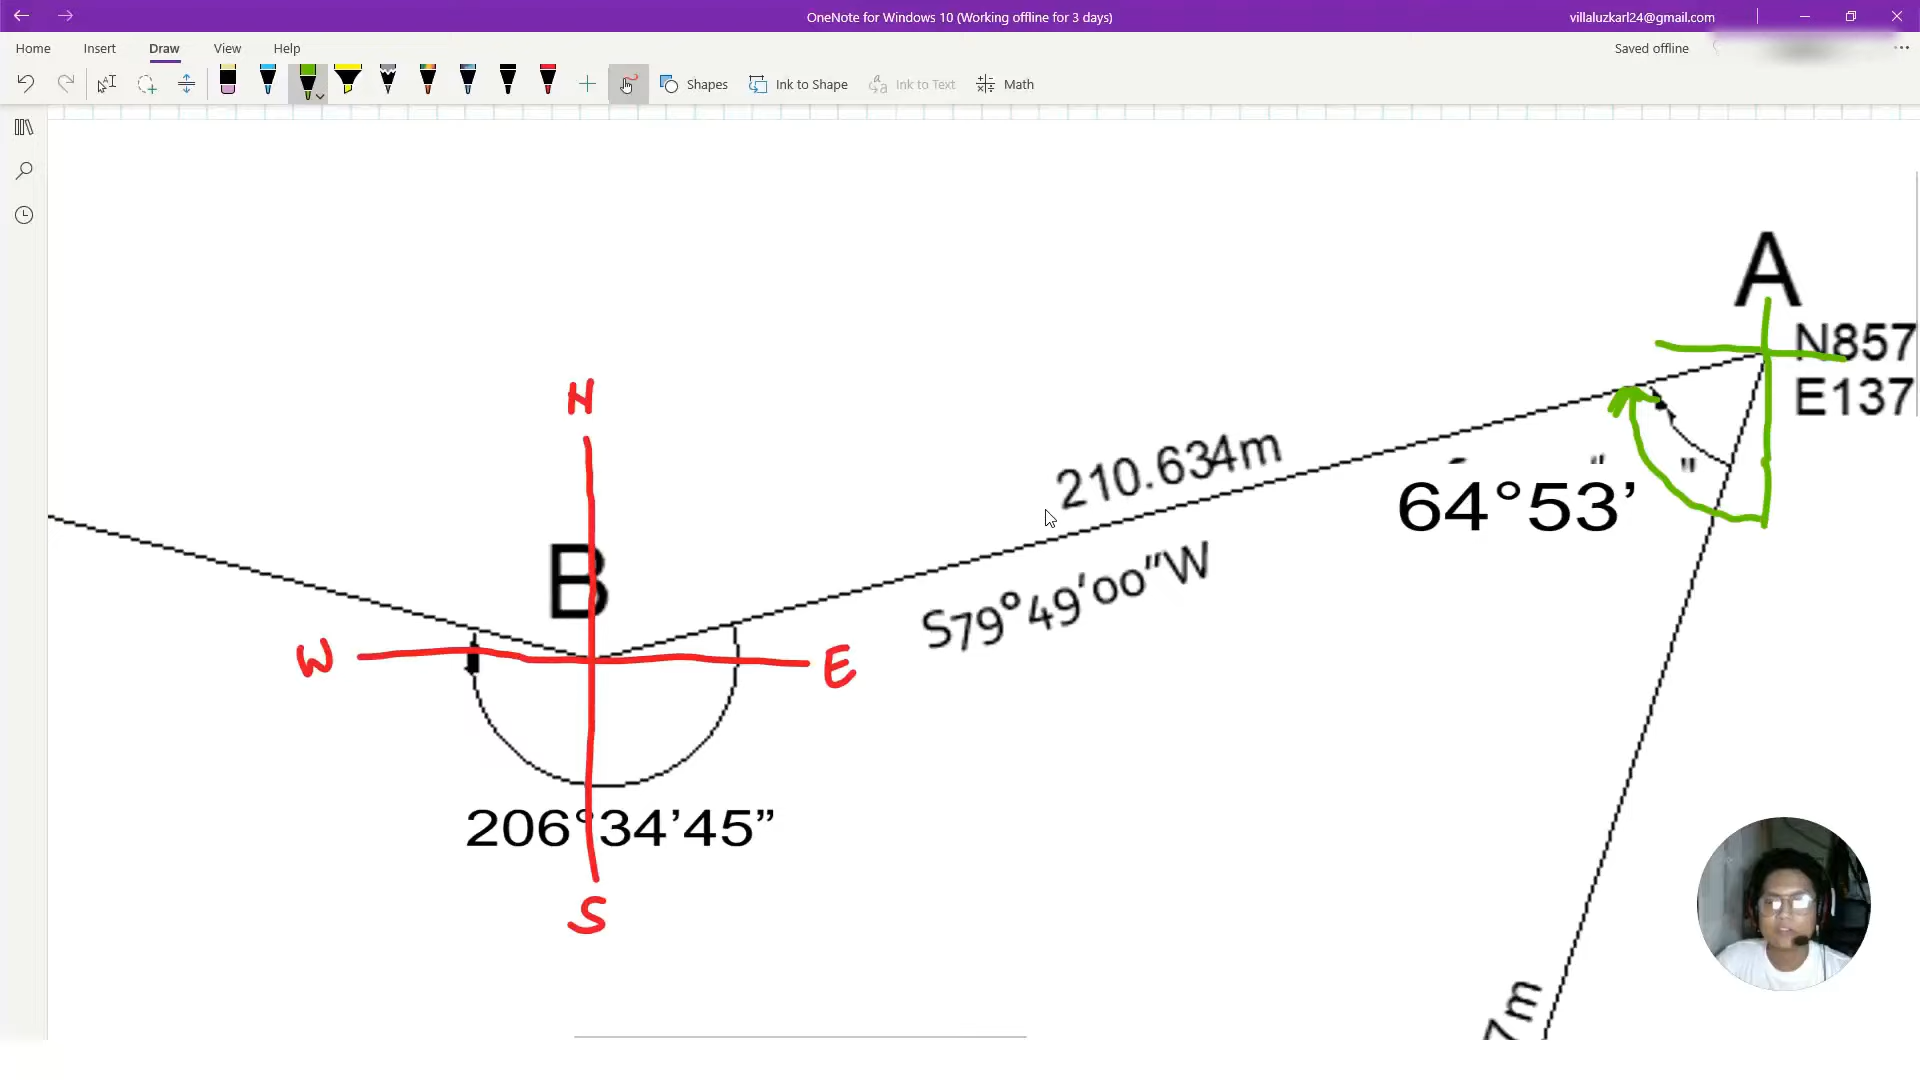 OneNote for Windows 10 (Working offline for 3 days)
villaluzkarl24@gmail.com
Home Insert Draw View Help
Saved offline
Shapes
Ink to Shape
Ink to Text
Math
A
N857
E137
N
210.634m
64°53’
"
B
S79°49’00”W
W
E
206°34’45”
S
7m